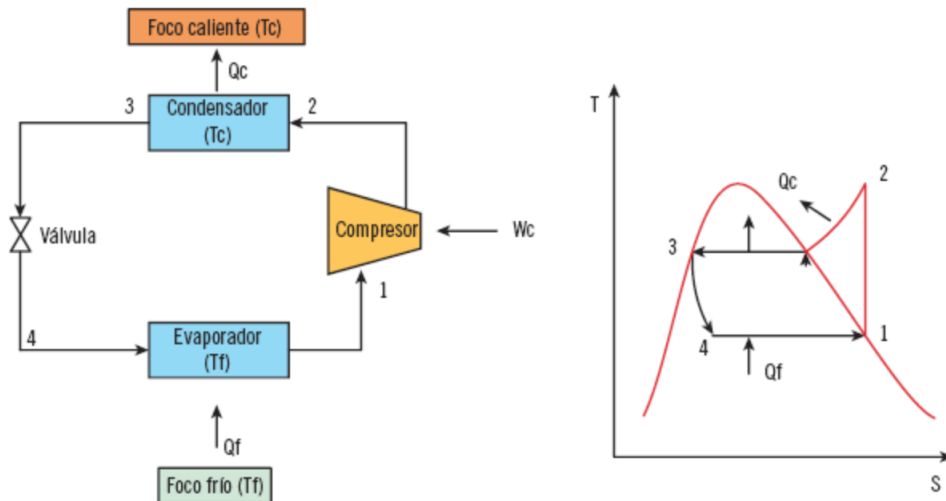 Foco caliente (Tc)
Qc
3
Condensador
(Tc)
2
Válvula
Compresor
Wc
1
4
Evaporador
(Tf)
Qf
Foco frío (Tf)
T
Qc
2
3
4
1
Qf
S